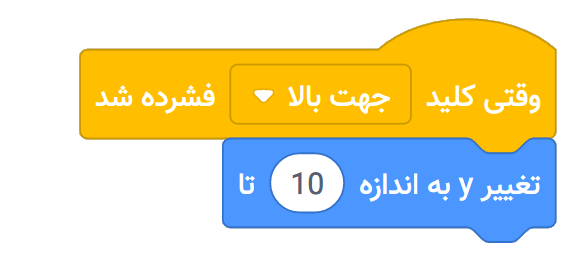 وقتی کلید جهت بالا فشرده شد
تغییر y به اندازه 10 تا